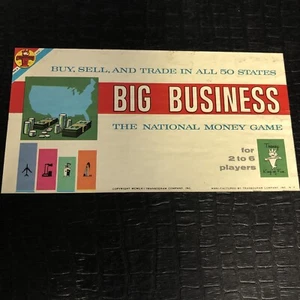 BUY, SELL, AND TRADE IN ALL 50 STATES
BIG BUSINESS
THE NATIONAL MONEY GAME
for
2 to 6
players